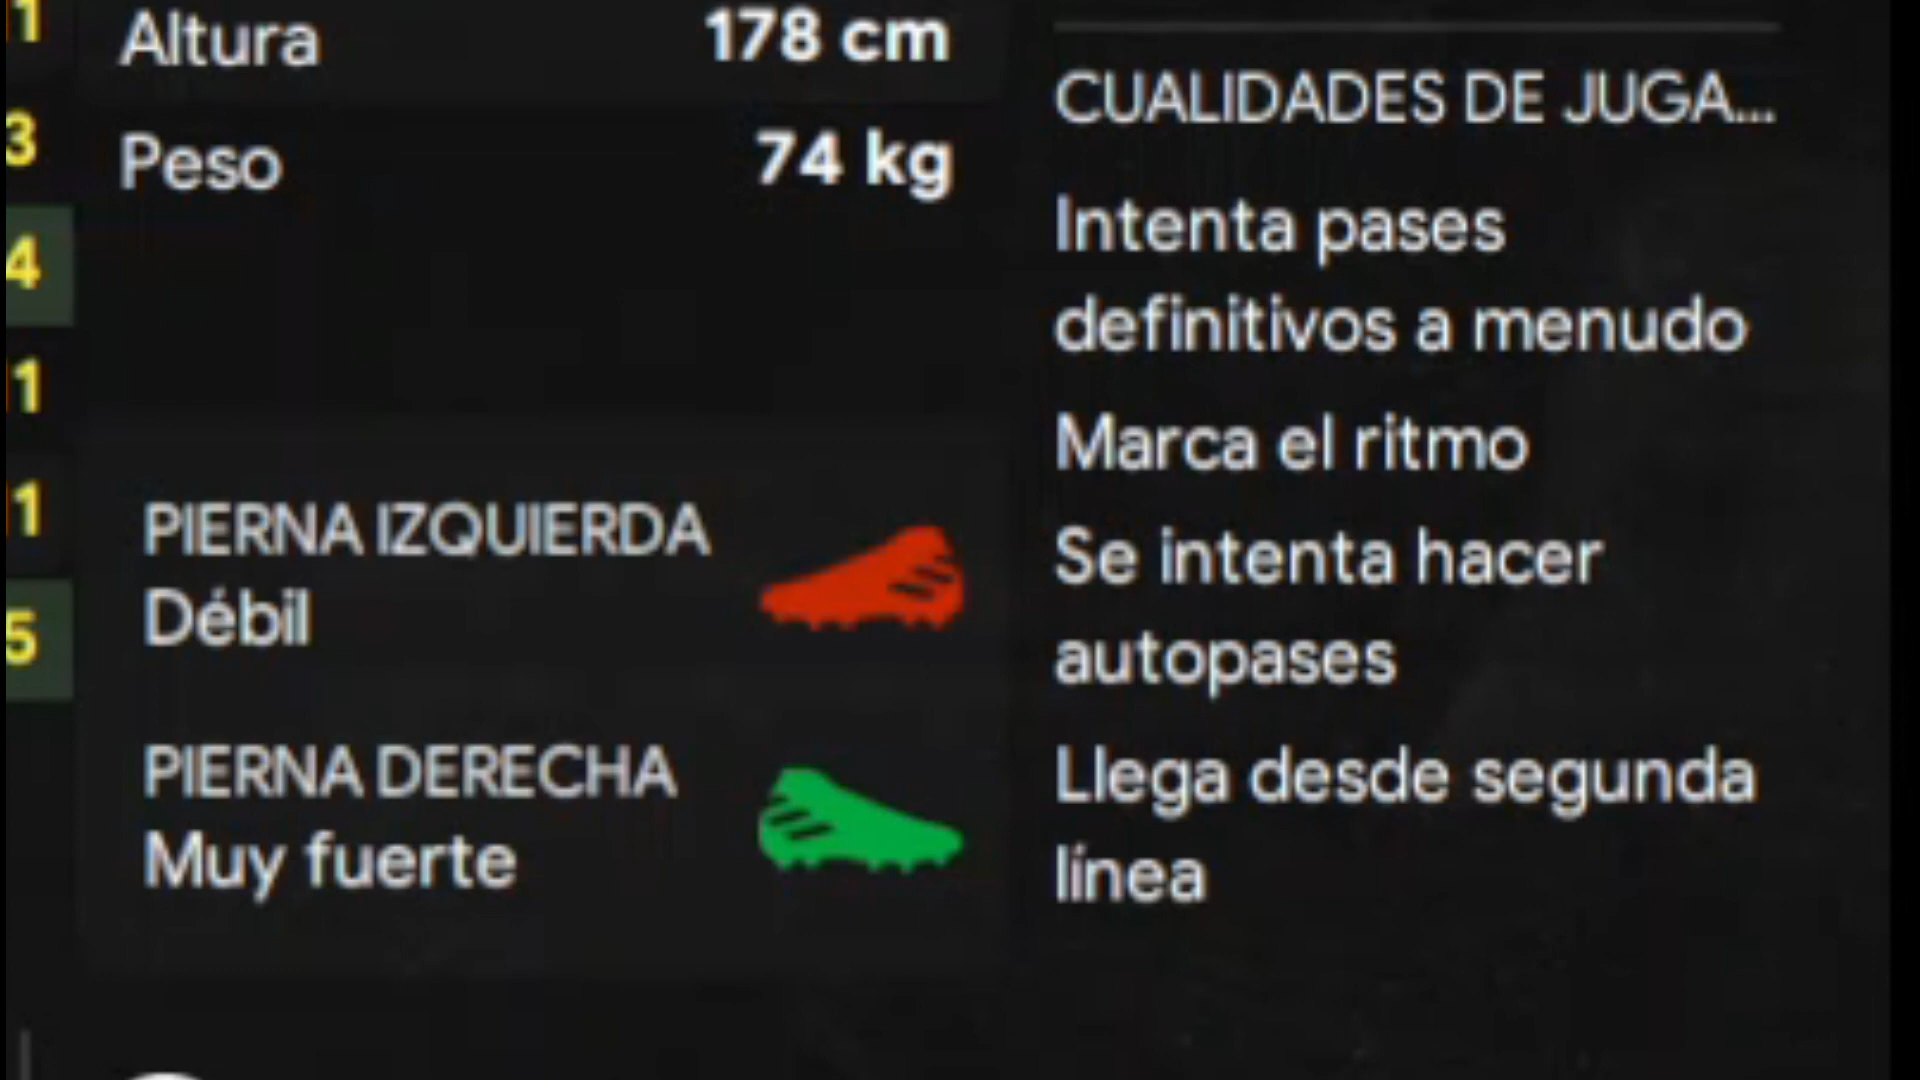 1
Altura 178 cm
3
Peso 74 kg
4
1
1
PIERNA IZQUIERDA
Débil
5
PIERNA DERECHA
Muy fuerte
CUALIDADES DE JUGA...
Intenta pases
definitivos a menudo
Marca el ritmo
Se intenta hacer
autopases
Llega desde segunda
línea